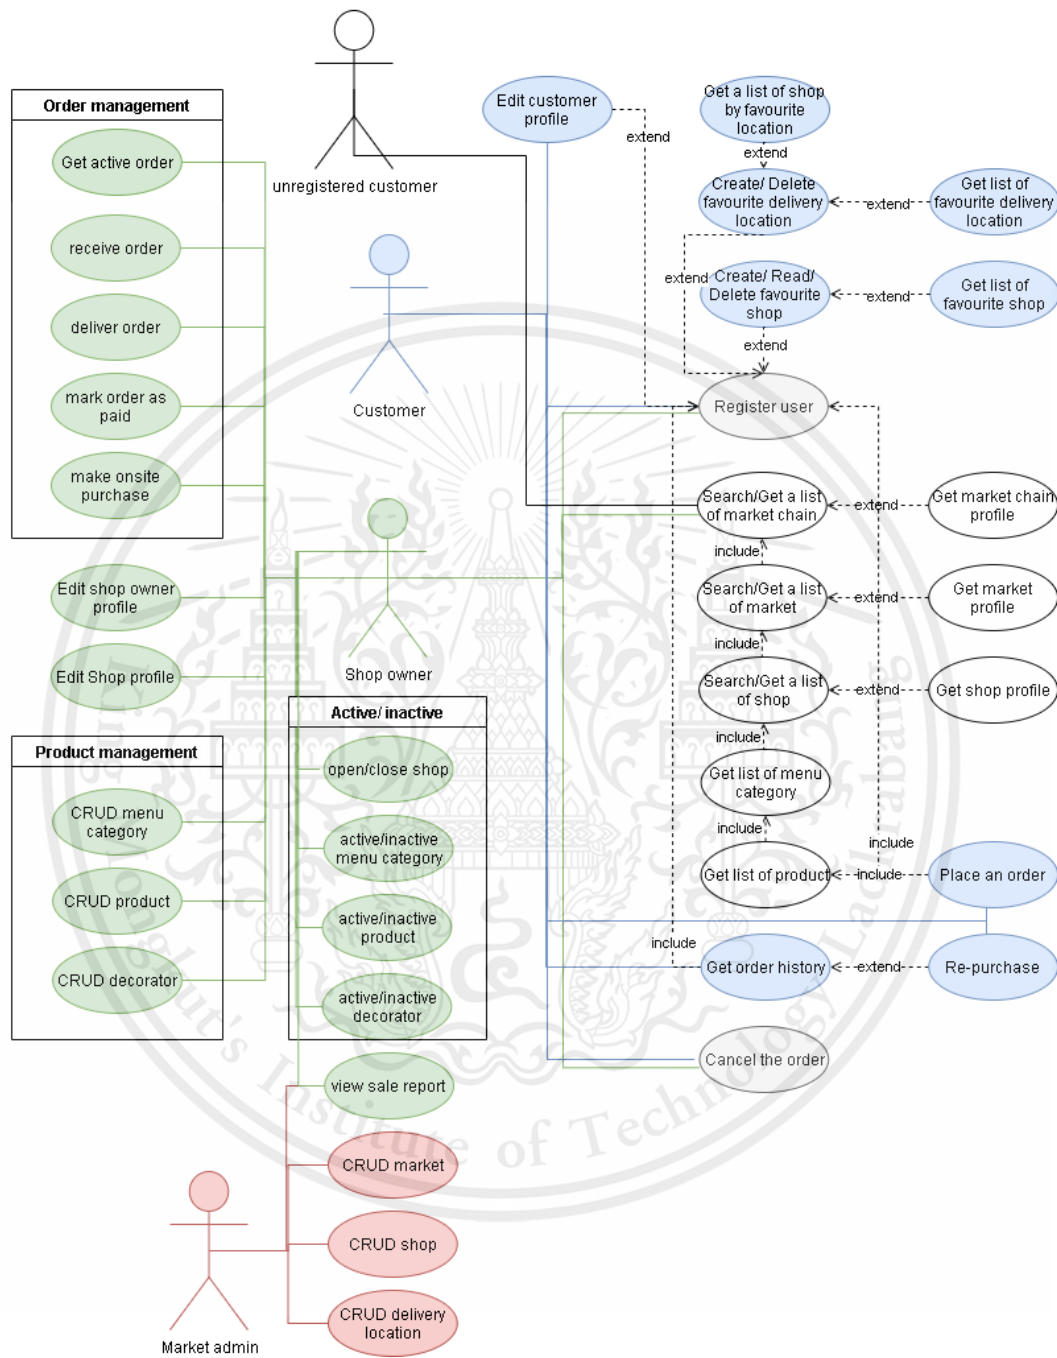 Order management
Get active order
receive order
deliver order
mark order as
paid
make onsite
purchase
Edit shop owner
profile
Edit Shop profile
Product management
CRUD menu
category
CRUD product
CRUD decorator
unregistered customer
Customer
Shop owner
Active/ inactive
open/close shop
active/inactive
menu category
active/inactive
product
active/inactive
decorator
view sale report
CRUD market
CRUD shop
CRUD delivery
location
Market admin
Edit customer
profile
extend
Get a list of shop
by favourite
location
extend
Create/ Delete
favourite delivery
location
extend
Get list of
favourite delivery
location
extend
Create/ Read/
Delete favourite
shop
extend
Get list of
favourite shop
extend
Register user
Search/Get a list
of market chain
extend
Get market chain
profile
include
Search/Get a list
of market
extend
Get market
profile
include
Search/Get a list
of shop
extend
Get shop profile
include
Get list of menu
category
include
include
Get list of product
include
Place an order
include
Get order history
extend
Re-purchase
Cancel the order
King Mongkut's Institute of Technology Ladkrabang